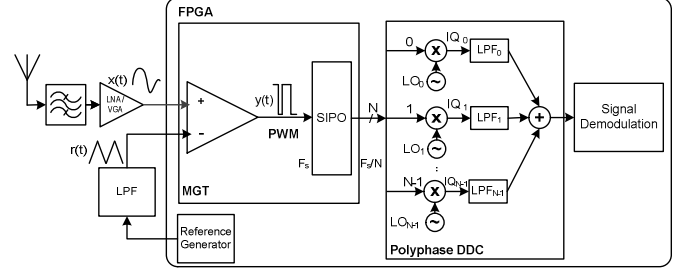 FPGA
x(t)
LNA/
VGA
+
-
r(t)
LPF
Reference
Generator
MGT
y(t)
PWM
SIPO
Fs
N
Fs/N
0
x
IQ0
LPF0
LO0
~
1
x
IQ1
LPF1
LO1
~
:
N-1
x
IQN-1
LPFN-1
LON-1
~
+
Polyphase DDC
Signal
Demodulation